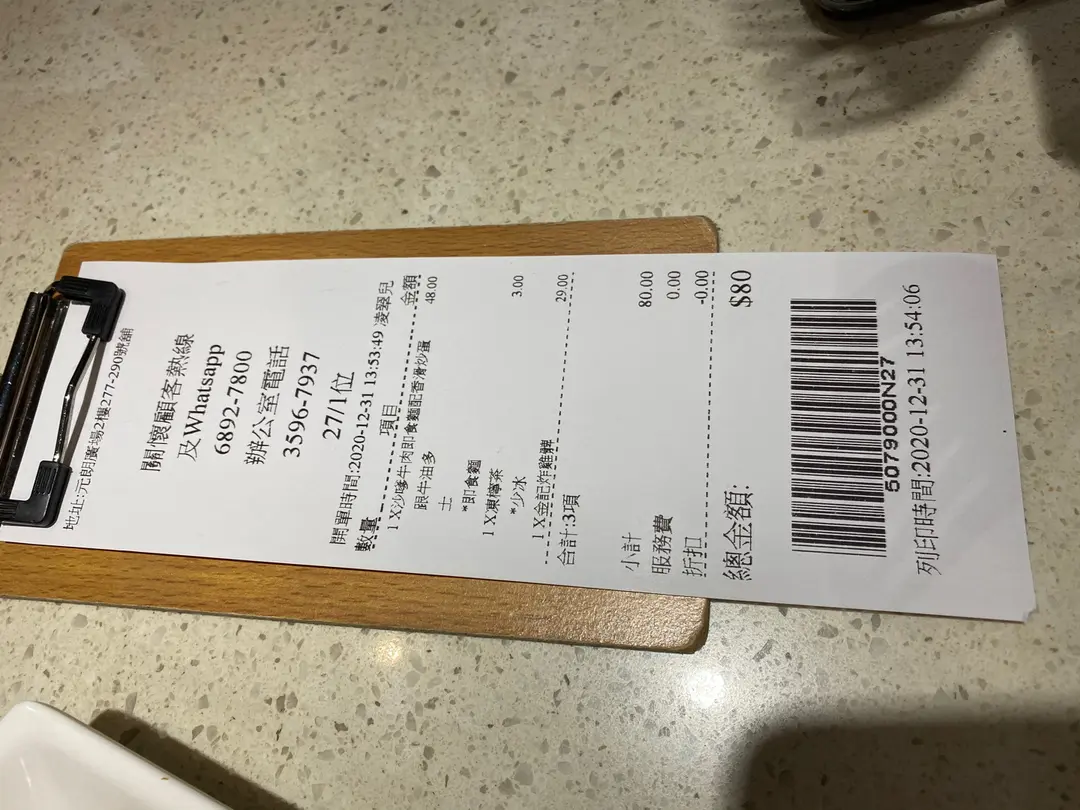 地址:元朗廣場2樓277-290號舖
關懷顧客熱線
及Whatsapp
6892-7800
辦公室電話
3596-7937
27/1位
開單時間:2020-12-31 13:53:49 凌翠兒
數量 項目 金額
1 X沙嗲牛肉即食麵配香滑炒蛋 48.00
跟牛油多
士
*即食麵
1 X凍檸茶 3.00
*少冰
1 X金記炸雞髀 29.00
合計:3項
小計 80.00
服務費 0.00
折扣 -0.00
總金額: $80
5079000N27
列印時間:2020-12-31 13:54:06